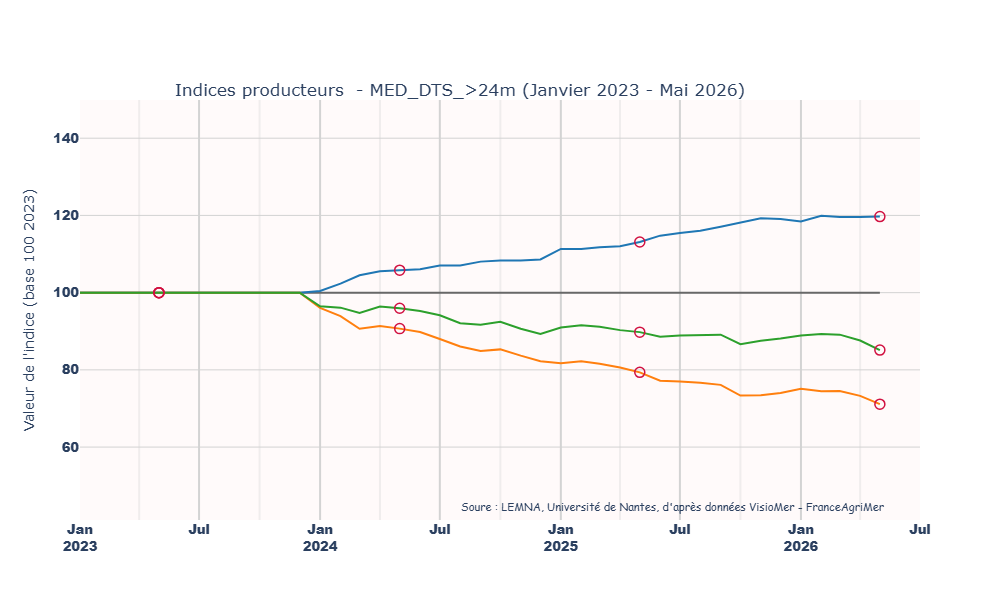 Indices producteurs - MED_DTS_>24m (Janvier 2023 - Mai 2026)
Valeur de l'indice (base 100 2023)
140
120
100
80
60
Soure : LEMNA, Université de Nantes, d'après données VisioMer - FranceAgriMer
Jan Jul Jan Jul Jan Jul Jan Jul
2023 2024 2025 2026